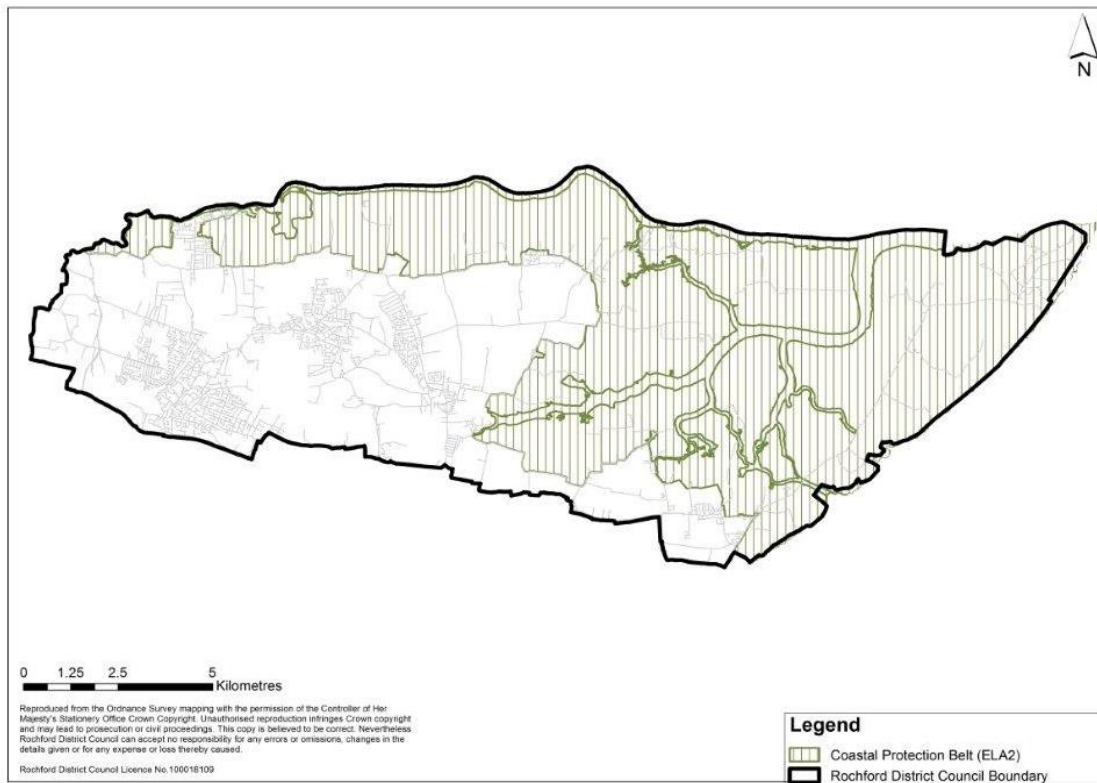 N
0 1.25 2.5 5
Kilometres
Reproduced from the Ordnance Survey mapping with the permission of the Controller of Her
Majesty's Stationery Office Crown Copyright. Unauthorised reproduction infringes Crown copyright
and may lead to prosecution or civil proceedings. This copy is believed to be correct. Nevertheless
Rochford District Council can accept no responsibility for any errors or omissions, changes in the
details given or for any expense or loss thereby caused.
Rochford District Council Licence No.100018109
Legend
Coastal Protection Belt (ELA2)
Rochford District Council Boundary